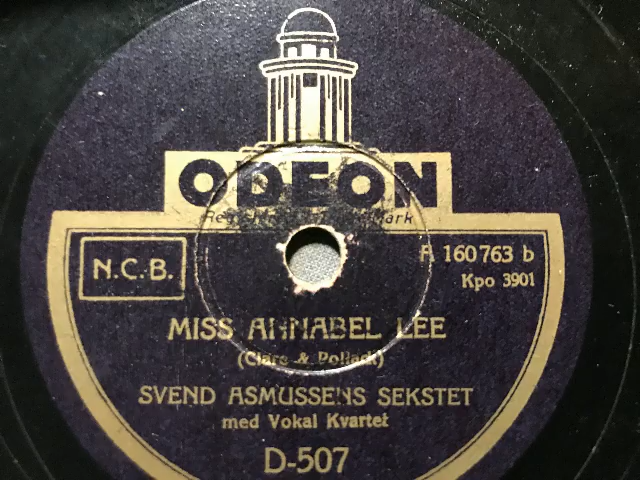 ODEON
N.C.B.
A 160763 b
Kpo 3901
MISS ANNABEL LEE
(Clare & Pollack)
SVEND ASMUSSENS SEKSTET
med Vokal Kvartet
D-507